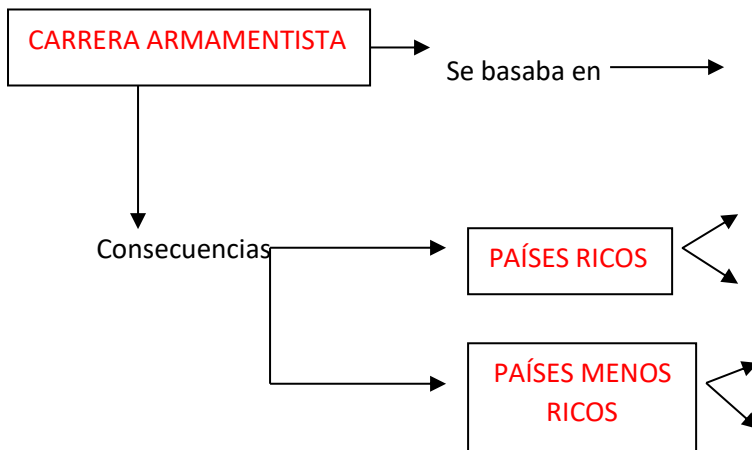 CARRERA ARMAMENTISTA
Se basaba en
Consecuencias
PAÍSES RICOS
PAÍSES MENOS
RICOS